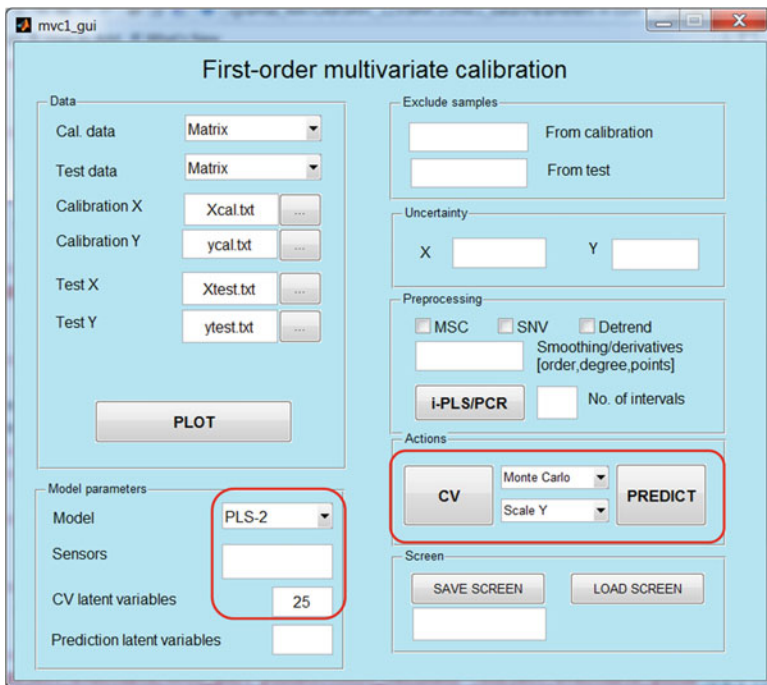 mvc1_gui
First-order multivariate calibration
Data
Cal. data Matrix
Test data Matrix
Calibration X Xcal.txt ...
Calibration Y ycal.txt ...
Test X Xtest.txt ...
Test Y ytest.txt ...
PLOT
Model parameters
Model PLS-2
Sensors
CV latent variables 25
Prediction latent variables
Exclude samples
From calibration
From test
Uncertainty
X Y
Preprocessing
MSC SNV Detrend
Smoothing/derivatives
[order,degree,points]
i-PLS/PCR No. of intervals
Actions
CV Monte Carlo PREDICT
Scale Y
Screen
SAVE SCREEN LOAD SCREEN